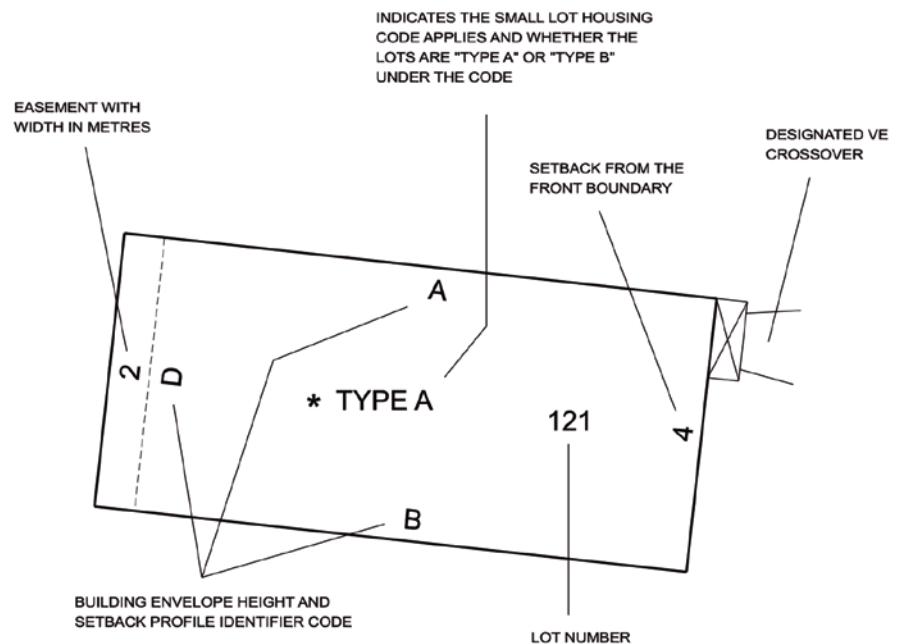 INDICATES THE SMALL LOT HOUSING
CODE APPLIES AND WHETHER THE
LOTS ARE "TYPE A" OR "TYPE B"
UNDER THE CODE
EASEMENT WITH
WIDTH IN METRES
SETBACK FROM THE
FRONT BOUNDARY
DESIGNATED VE
CROSSOVER
A
2
D
* TYPE A
121
4
B
BUILDING ENVELOPE HEIGHT AND
SETBACK PROFILE IDENTIFIER CODE
LOT NUMBER